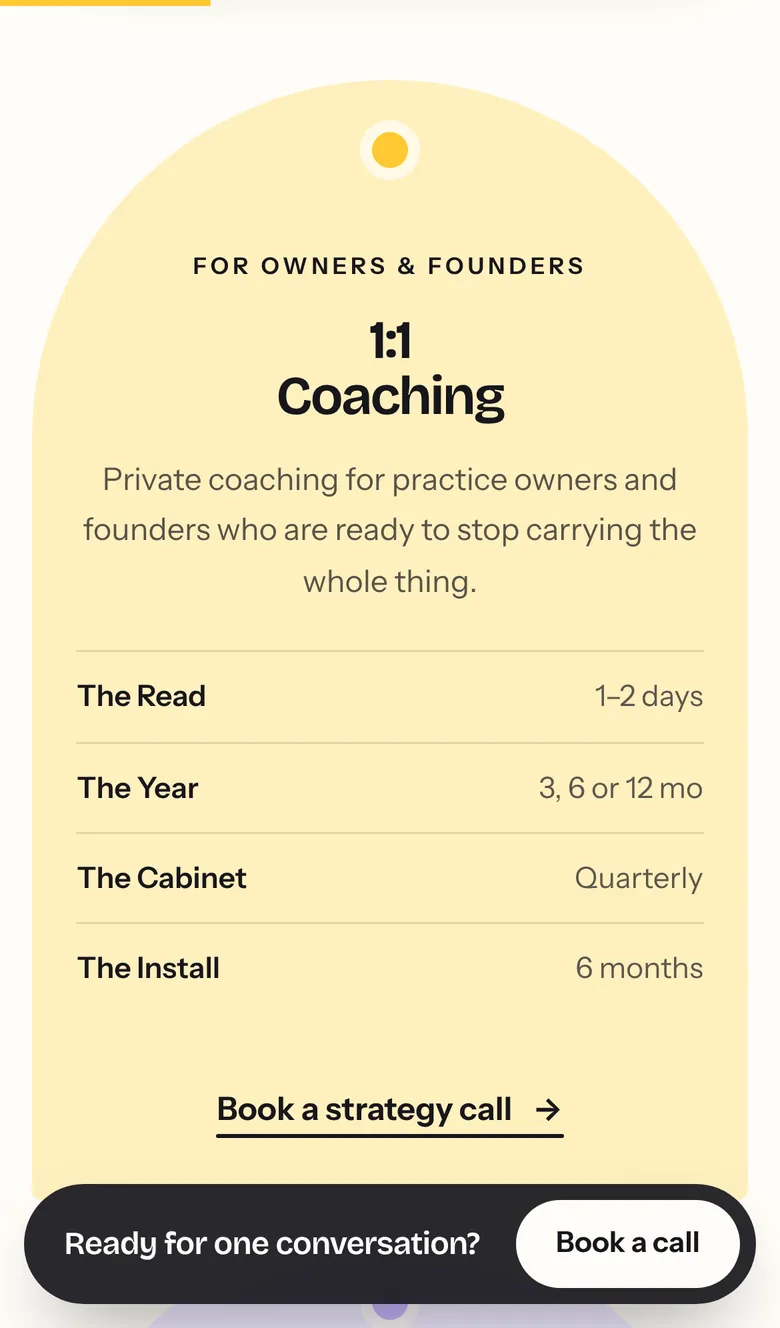 FOR OWNERS & FOUNDERS
1:1
Coaching
Private coaching for practice owners and
founders who are ready to stop carrying the
whole thing.
The Read 1–2 days
The Year 3, 6 or 12 mo
The Cabinet Quarterly
The Install 6 months
Book a strategy call →
Ready for one conversation? Book a call